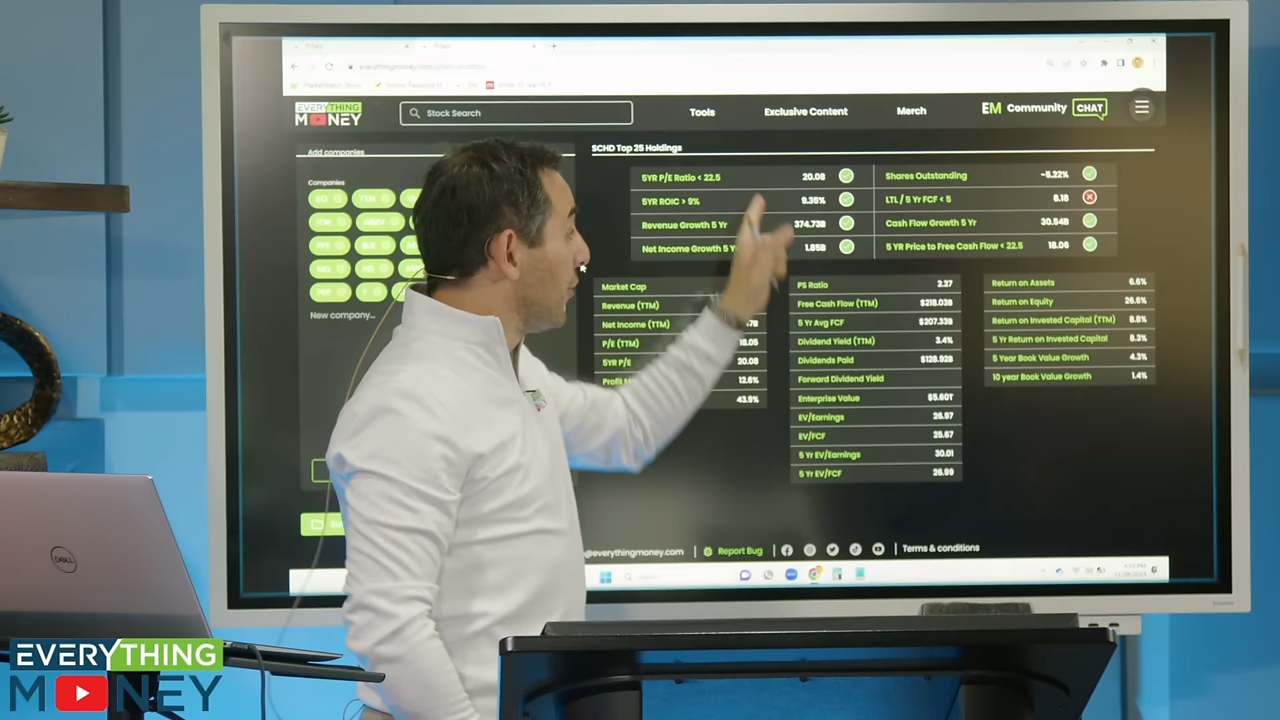 EVERYTHING
MONEY
Stock Search
Tools
Exclusive Content
Merch
EM Community
CHAT
Add companies
Companies
New company...
SCHD Top 25 Holdings
5YR P/E Ratio < 22.5 20.08
5YR ROIC > 9% 9.35%
Revenue Growth 5 Yr 374.73B
Net Income Growth 5 1.85B
Shares Outstanding -5.22%
LTL / 5 Yr FCF < 5 8.18
Cash Flow Growth 5 Yr 30.54B
5 YR Price to Free Cash Flow < 22.5 18.06
Market Cap
Revenue (TTM)
Net Income (TTM)
P/E (TTM) 18.05
5YR P/E 20.08
12.6%
43.9%
PS Ratio 2.27
Free Cash Flow (TTM) $218.03B
5 Yr Avg FCF $207.33B
Dividend Yield (TTM) 3.4%
Dividends Paid $128.92B
Forward Dividend Yield
Enterprise Value $5.60T
EV/Earnings 26.97
EV/FCF 25.67
5 Yr EV/Earnings 30.01
5 Yr EV/FCF 26.99
Return on Assets 6.6%
Return on Equity 26.6%
Return on Invested Capital (TTM) 8.8%
5 Yr Return on Invested Capital 8.3%
5 Year Book Value Growth 4.3%
10 year Book Value Growth 1.4%
@everythingmoney.com
Report Bug
Terms & conditions
DELL
EVERYTHING
MONEY